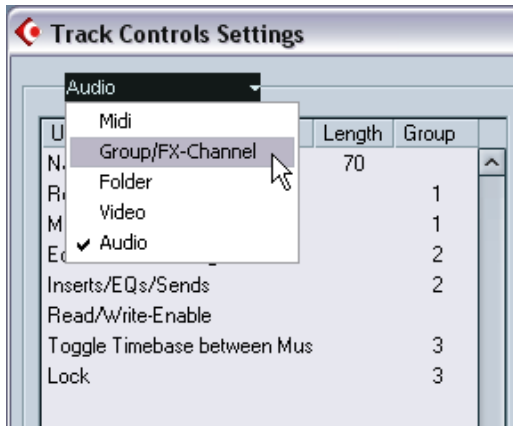 Track Controls Settings
Audio
Midi
Length Group
Group/FX-Channel
70
Folder
1
Video
1
Audio
2
Inserts/EQs/Sends 2
Read/Write-Enable
Toggle Timebase between Mus 3
Lock 3